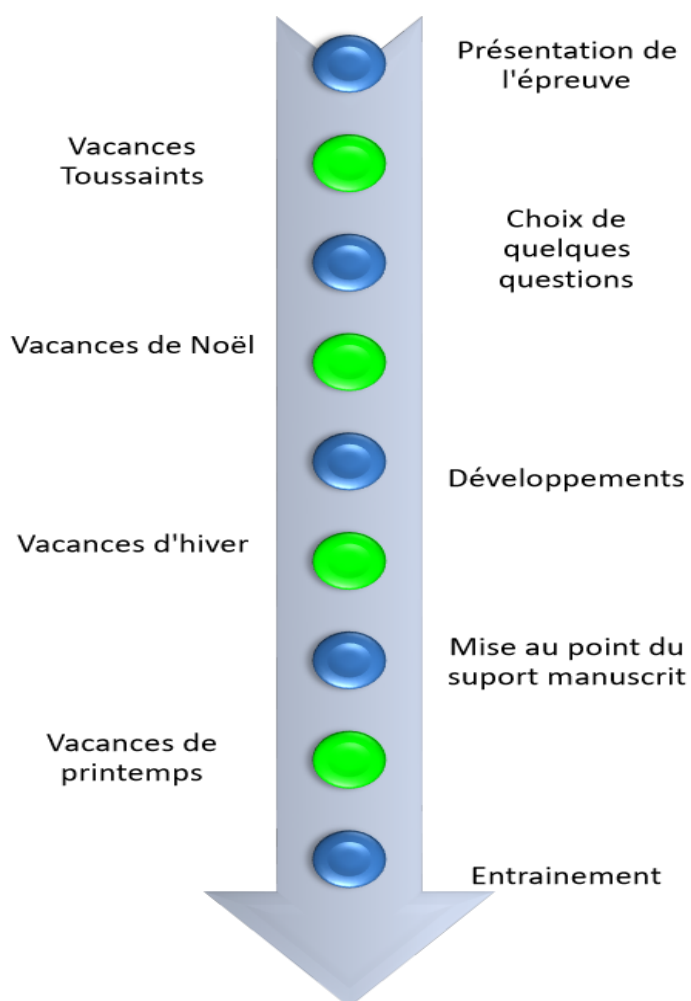 Présentation de
l'épreuve
Vacances
Toussaints
Choix de
quelques
questions
Vacances de Noël
Développements
Vacances d'hiver
Mise au point du
suport manuscrit
Vacances de
printemps
Entrainement